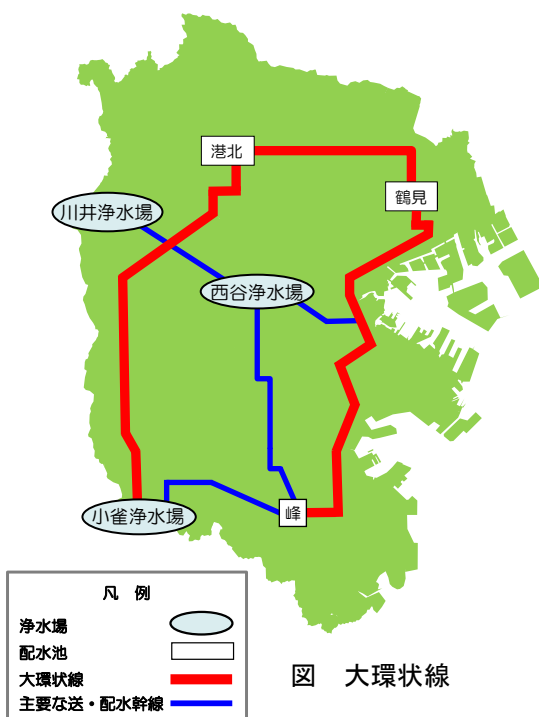 港北
鶴見
川井浄水場
西谷浄水場
小雀浄水場
峰
凡 例
浄水場
配水池
大環状線
主要な送・配水幹線
図 大環状線